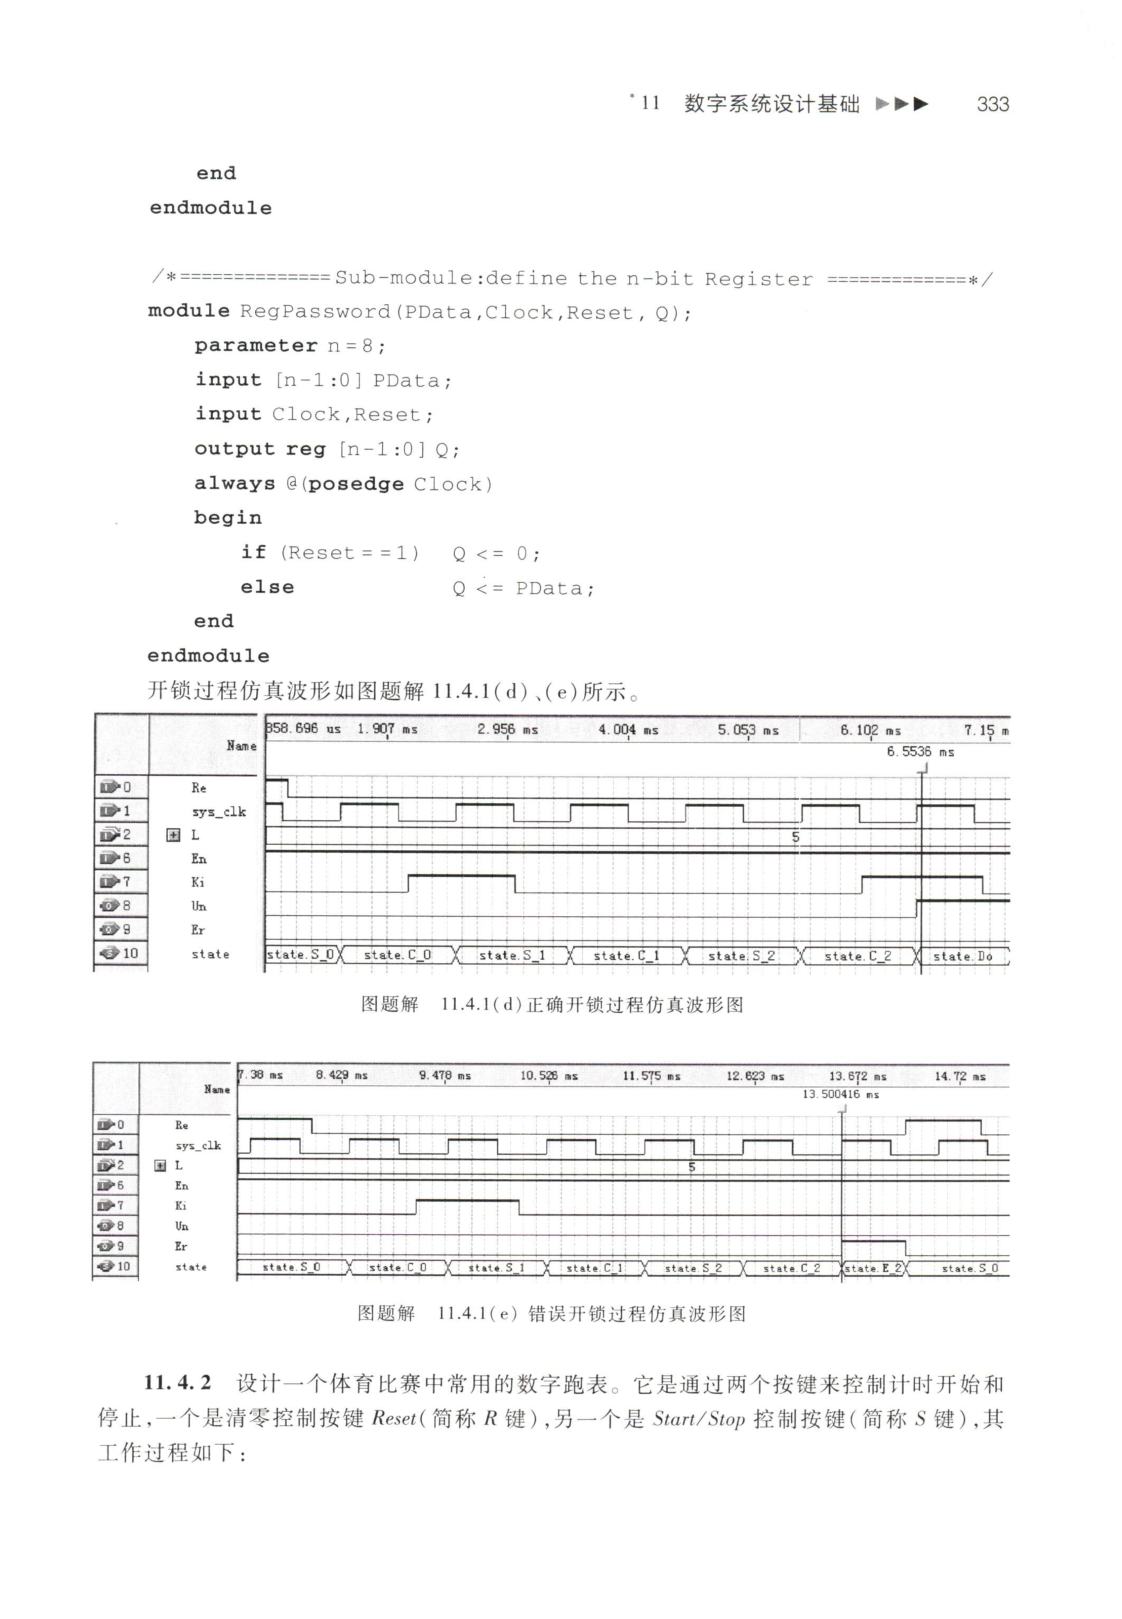 *11 数字系统设计基础 ▶▶▶ 333
end
endmodule
/*==============Sub-module:define the n-bit Register =============*/
module RegPassword(PData,Clock,Reset, Q);
parameter n=8;
input [n-1:0] PData;
input Clock,Reset;
output reg [n-1:0] Q;
always @(posedge Clock)
begin
if (Reset==1) Q <= 0;
else Q <= PData;
end
endmodule
开锁过程仿真波形如图题解 11.4.1(d)、(e)所示。
858.696 us 1.907 ms 2.956 ms 4.004 ms 5.053 ms 6.102 ms 7.15 m
Name 6.5536 ms
0 Re
1 sys_clk
2 L 5
6 En
7 Ki
8 Un
9 Er
10 state state.S_0 state.C_0 state.S_1 state.C_1 state.S_2 state.C_2 state.Do
图题解 11.4.1(d)正确开锁过程仿真波形图
7.38 ms 8.429 ms 9.478 ms 10.526 ms 11.575 ms 12.623 ms 13.672 ms 14.72 ms
Name 13.500416 ms
0 Re
1 sys_clk
2 L 5
6 En
7 Ki
8 Un
9 Er
10 state state.S_0 state.C_0 state.S_1 state.C_1 state.S_2 state.C_2 state.E_2 state.S_0
图题解 11.4.1(e) 错误开锁过程仿真波形图
11.4.2 设计一个体育比赛中常用的数字跑表。它是通过两个按键来控制计时开始和
停止,一个是清零控制按键 Reset(简称 R 键),另一个是 Start/Stop 控制按键(简称 S 键),其
工作过程如下: